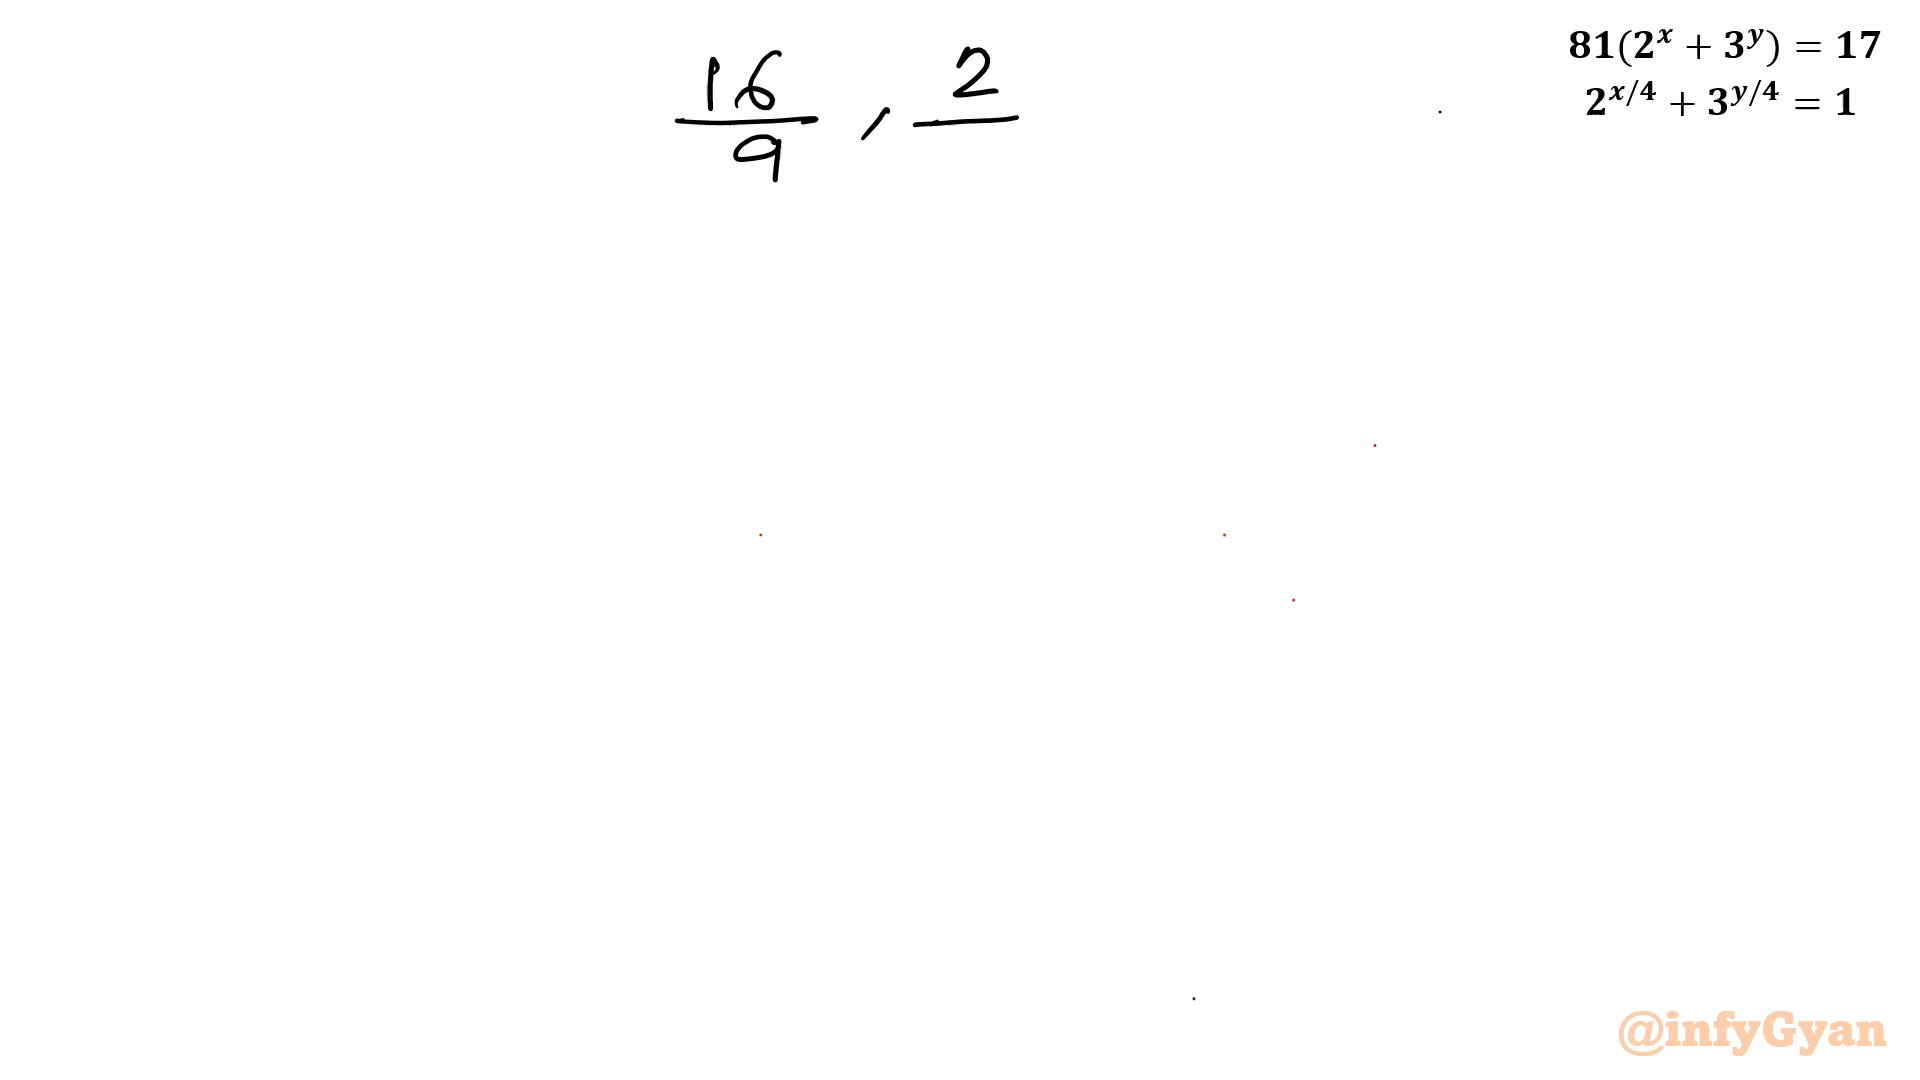 81(2^x + 3^y) = 17
2^{x/4} + 3^{y/4} = 1
16/9 , 2/
@infyGyan